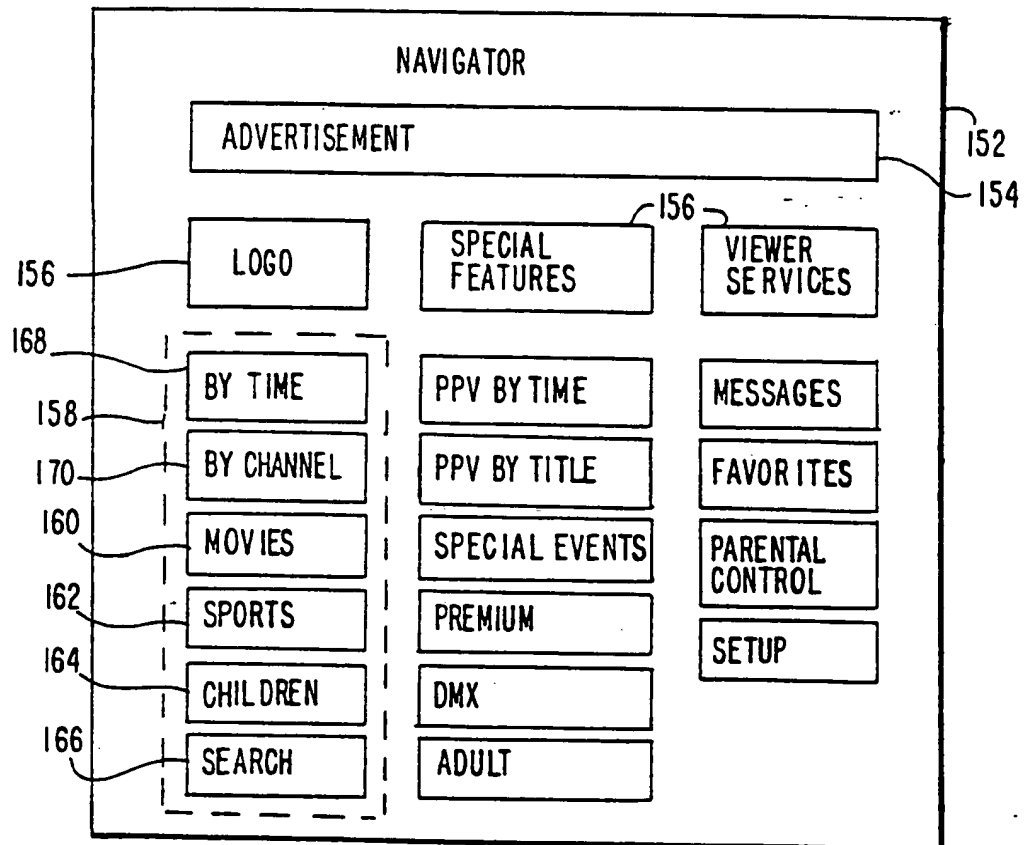 NAVIGATOR
ADVERTISEMENT
152
154
156
156
LOGO
SPECIAL
FEATURES
VIEWER
SERVICES
168
158
170
160
162
164
166
BY TIME
BY CHANNEL
MOVIES
SPORTS
CHILDREN
SEARCH
PPV BY TIME
PPV BY TITLE
SPECIAL EVENTS
PREMIUM
DMX
ADULT
MESSAGES
FAVORITES
PARENTAL
CONTROL
SETUP